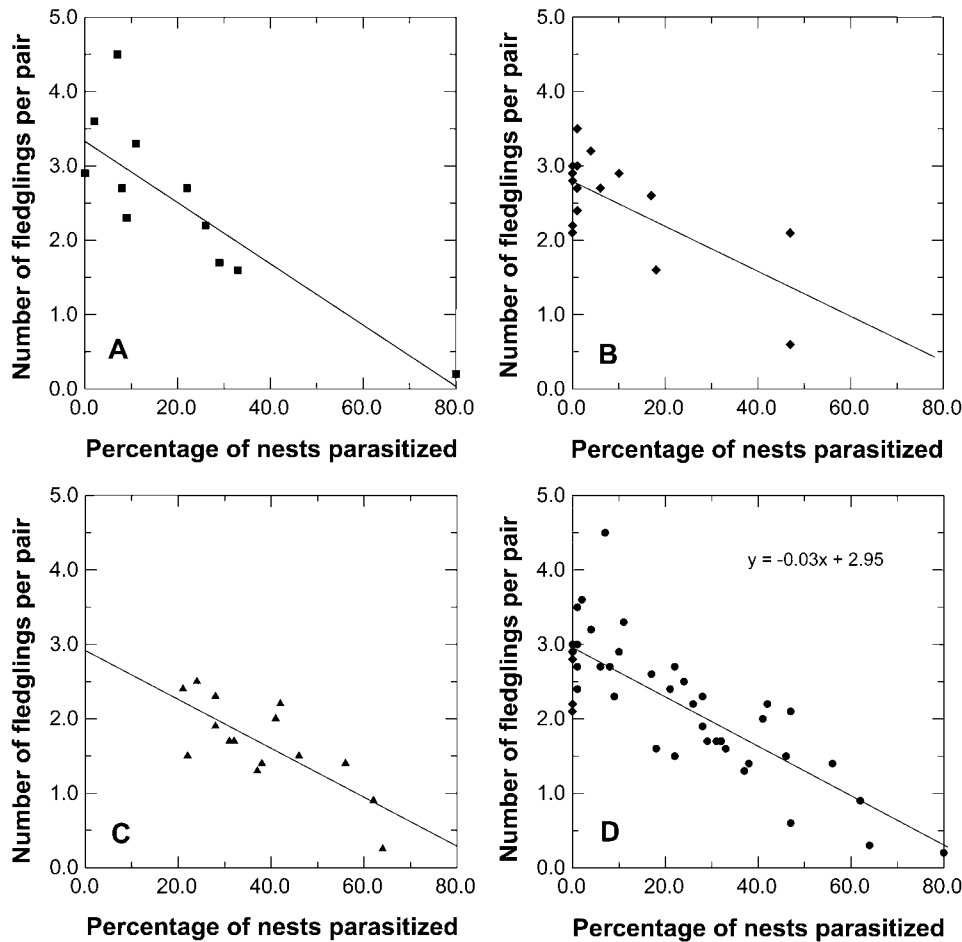 Number of fledglings per pair
5.0
4.0
3.0
2.0
1.0
0.0
A
0.0 20.0 40.0 60.0 80.0
Percentage of nests parasitized
Number of fledglings per pair
5.0
4.0
3.0
2.0
1.0
0.0
B
0.0 20.0 40.0 60.0 80.0
Percentage of nests parasitized
Number of fledglings per pair
5.0
4.0
3.0
2.0
1.0
0.0
C
0.0 20.0 40.0 60.0 80.0
Percentage of nests parasitized
Number of fledglings per pair
5.0
4.0
3.0
2.0
1.0
0.0
y = -0.03x + 2.95
D
0.0 20.0 40.0 60.0 80.0
Percentage of nests parasitized